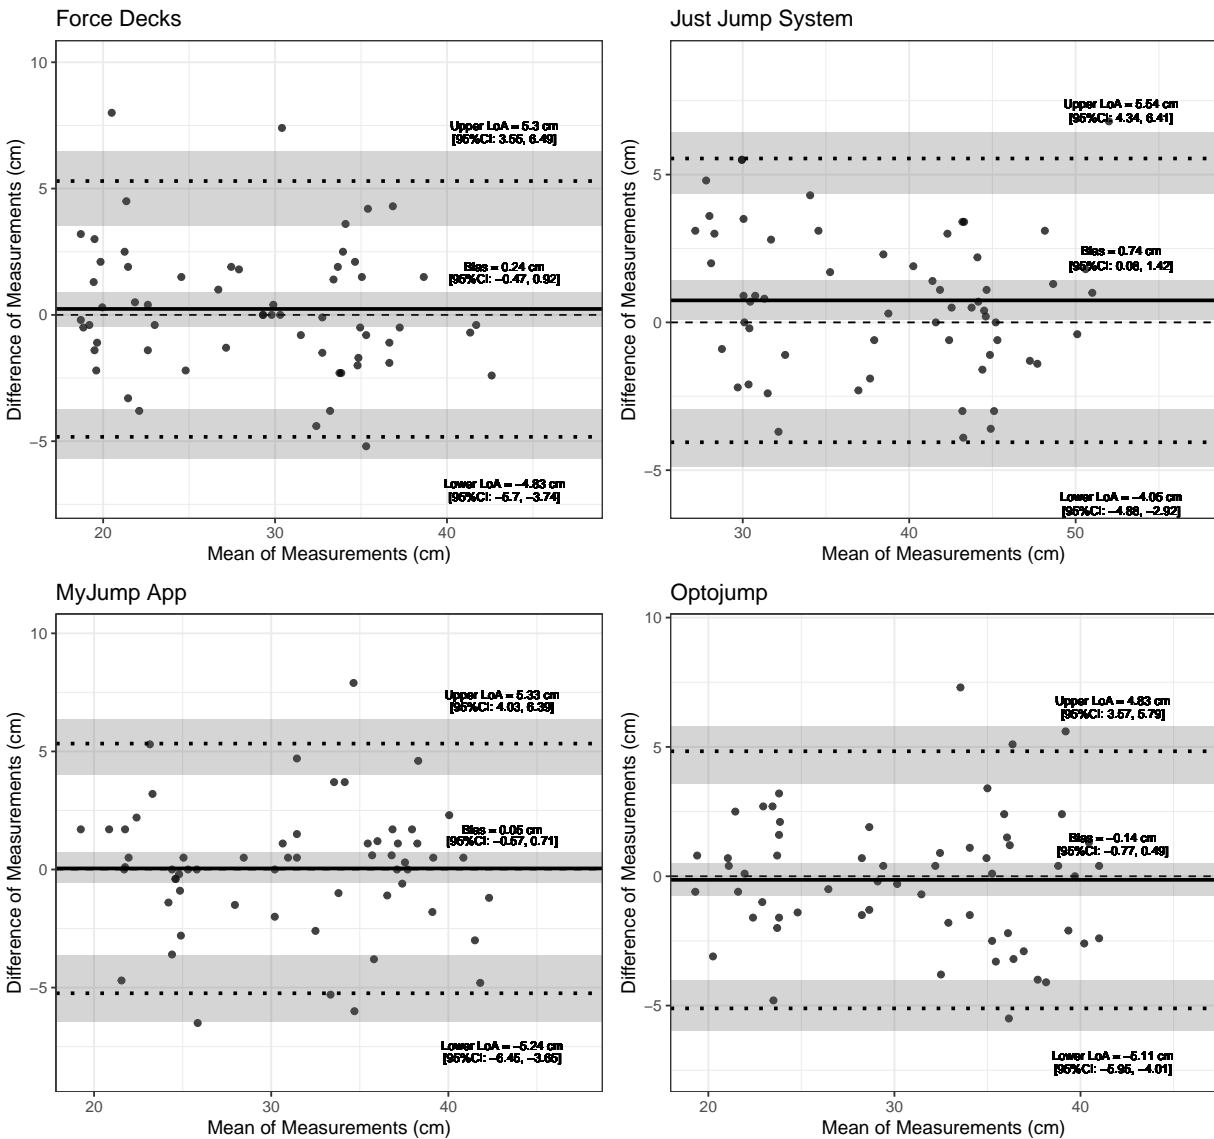 Force Decks
Difference of Measurements (cm)
10
5
0
−5
Upper LoA = 5.3 cm
[95%CI: 3.55, 6.49]
Bias = 0.24 cm
[95%CI: −0.47, 0.92]
Lower LoA = −4.83 cm
[95%CI: −5.7, −3.74]
20
30
40
Mean of Measurements (cm)
Just Jump System
Difference of Measurements (cm)
5
0
−5
Upper LoA = 5.54 cm
[95%CI: 4.34, 6.41]
Bias = 0.74 cm
[95%CI: 0.08, 1.42]
Lower LoA = −4.05 cm
[95%CI: −4.88, −2.92]
30
40
50
Mean of Measurements (cm)
MyJump App
Difference of Measurements (cm)
10
5
0
−5
Upper LoA = 5.33 cm
[95%CI: 4.03, 6.39]
Bias = 0.05 cm
[95%CI: −0.57, 0.71]
Lower LoA = −5.24 cm
[95%CI: −6.45, −3.65]
20
30
40
Mean of Measurements (cm)
Optojump
Difference of Measurements (cm)
10
5
0
−5
Upper LoA = 4.83 cm
[95%CI: 3.57, 5.79]
Bias = −0.14 cm
[95%CI: −0.77, 0.49]
Lower LoA = −5.11 cm
[95%CI: −5.95, −4.01]
20
30
40
Mean of Measurements (cm)